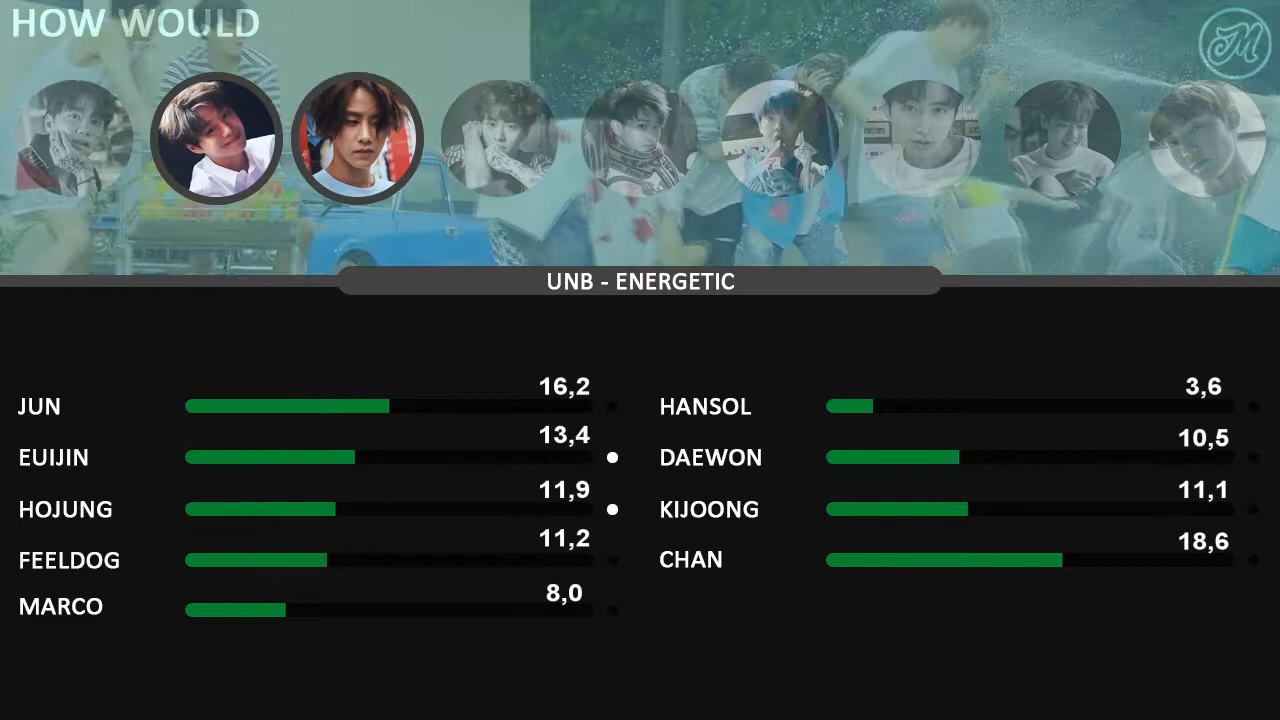 HOW WOULD
M
UNB - ENERGETIC
JUN 16,2
EUIJIN 13,4
HOJUNG 11,9
FEELDOG 11,2
MARCO 8,0
HANSOL 3,6
DAEWON 10,5
KIJOONG 11,1
CHAN 18,6